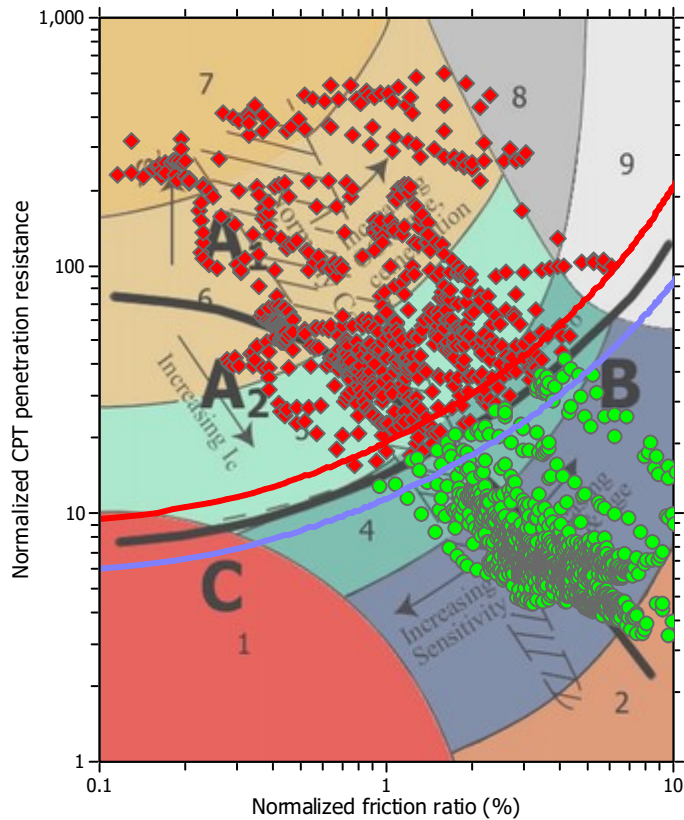 1,000
7
8
9
100
A1
6
A2
Increasing Ic
5
B
10
4
C
Increasing
Sensitivity
1
2
1
0.1
1
10
Normalized friction ratio (%)
Normalized CPT penetration resistance